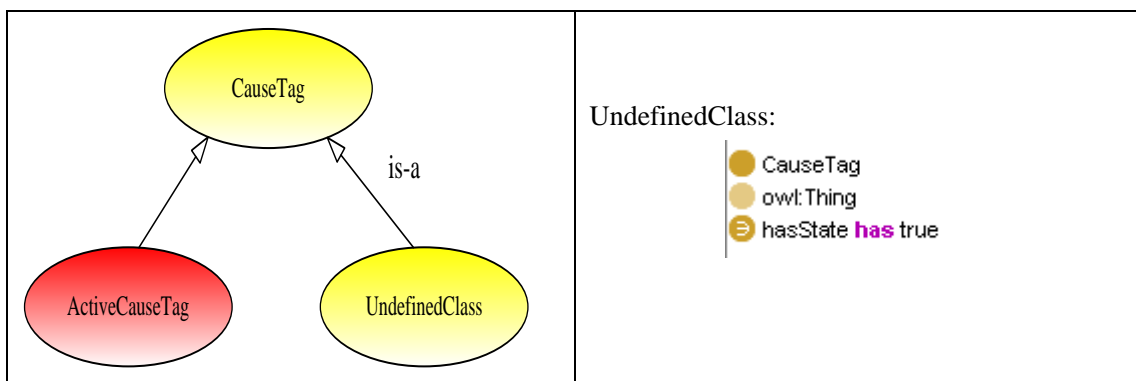 CauseTag
is-a
ActiveCauseTag
UndefinedClass
UndefinedClass:
CauseTag
owl:Thing
hasState has true